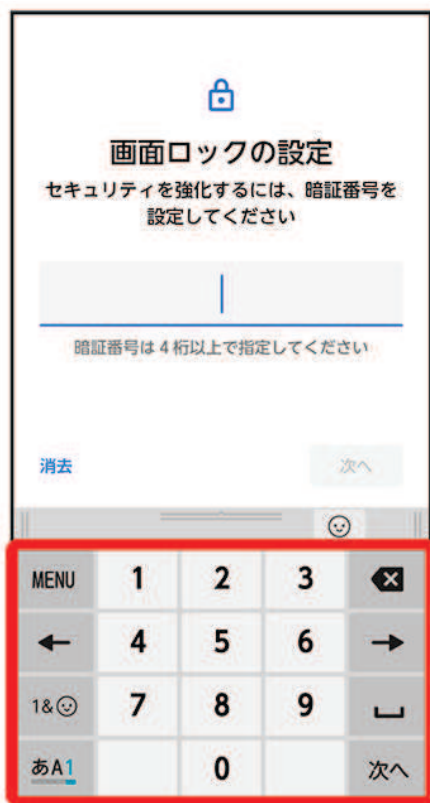 画面ロックの設定
セキュリティを強化するには、暗証番号を
設定してください
暗証番号は4桁以上で指定してください
消去 次へ
MENU 1 2 3
4 5 6
1& 7 8 9
あA1 0 次へ